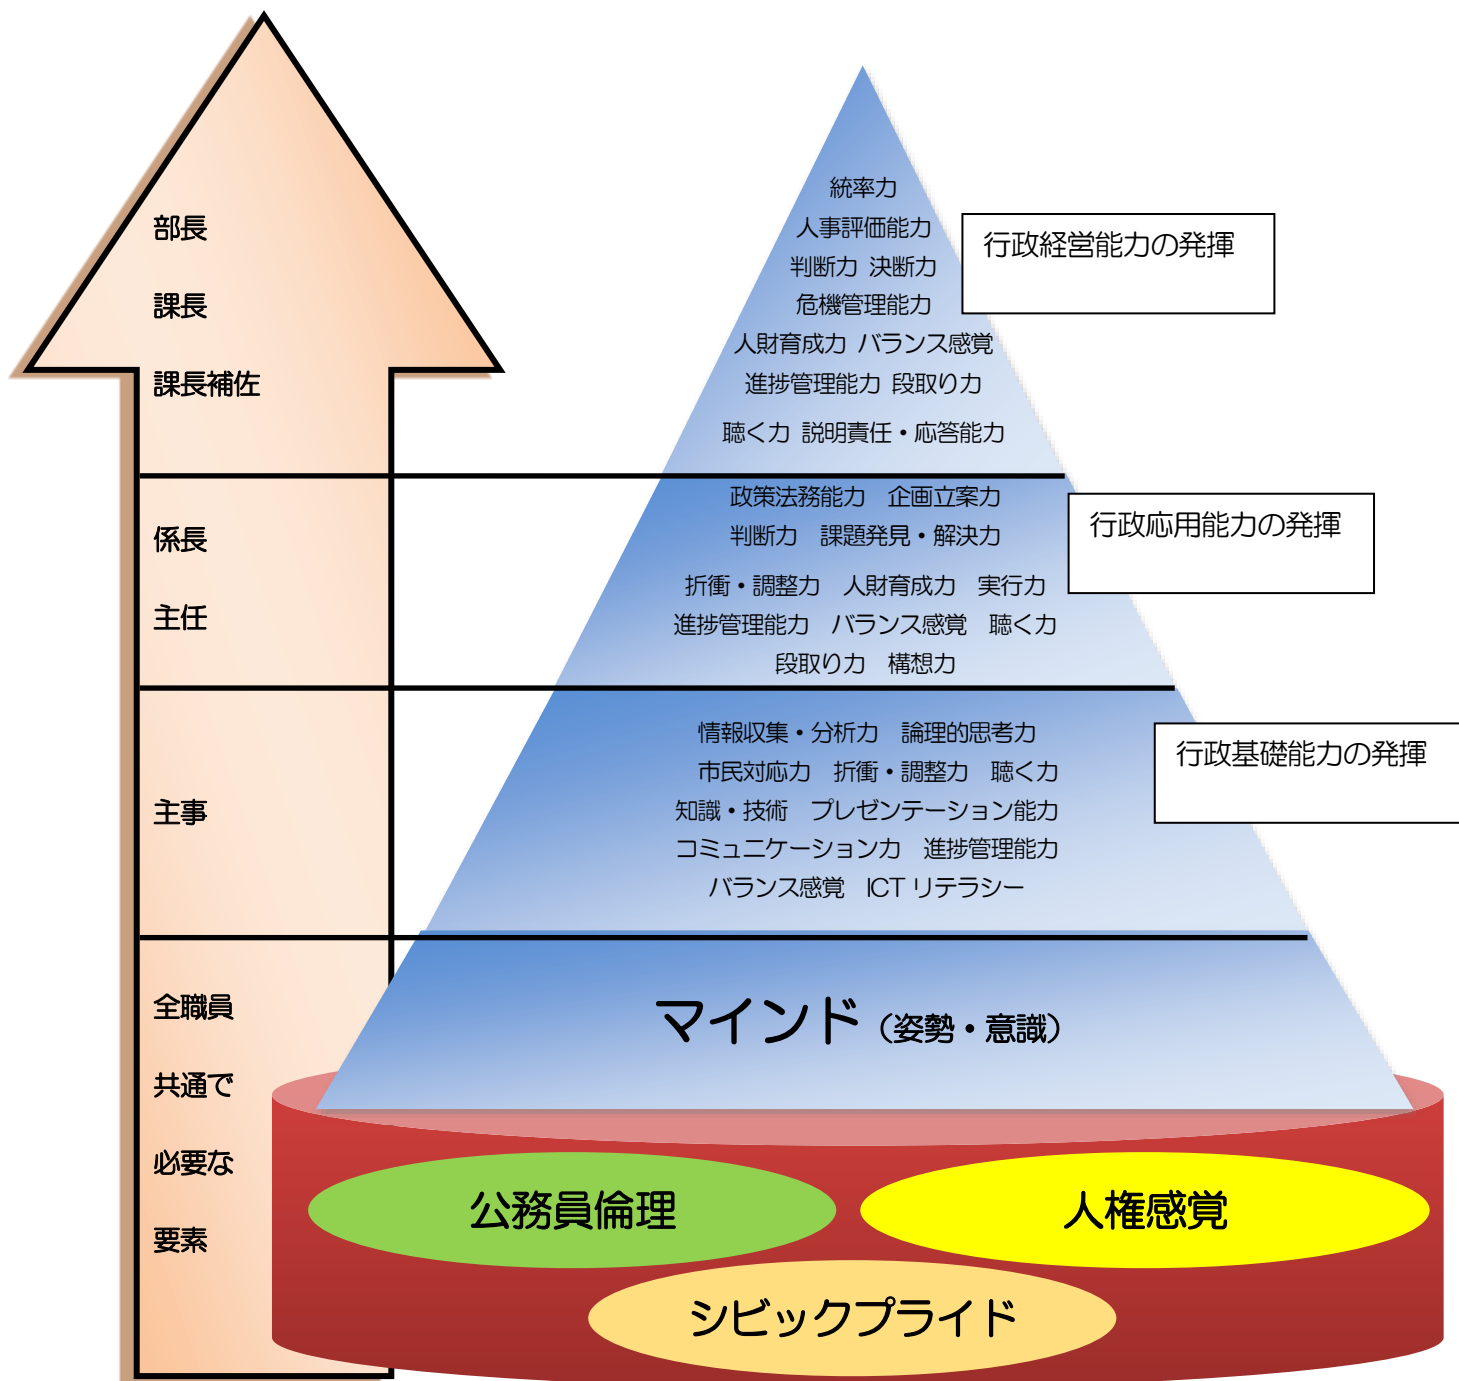 部長
課長
課長補佐
統率力
人事評価能力
判断力 決断力
危機管理能力
人財育成力 バランス感覚
進捗管理能力 段取り力
聴く力 説明責任・応答能力
行政経営能力の発揮
係長
主任
政策法務能力　企画立案力
判断力　課題発見・解決力
折衝・調整力　人財育成力　実行力
進捗管理能力　バランス感覚　聴く力
段取り力　構想力
行政応用能力の発揮
主事
情報収集・分析力　論理的思考力
市民対応力　折衝・調整力　聴く力
知識・技術　プレゼンテーション能力
コミュニケーション力　進捗管理能力
バランス感覚　ICT リテラシー
行政基礎能力の発揮
全職員
共通で
必要な
要素
マインド（姿勢・意識）
公務員倫理
人権感覚
シビックプライド